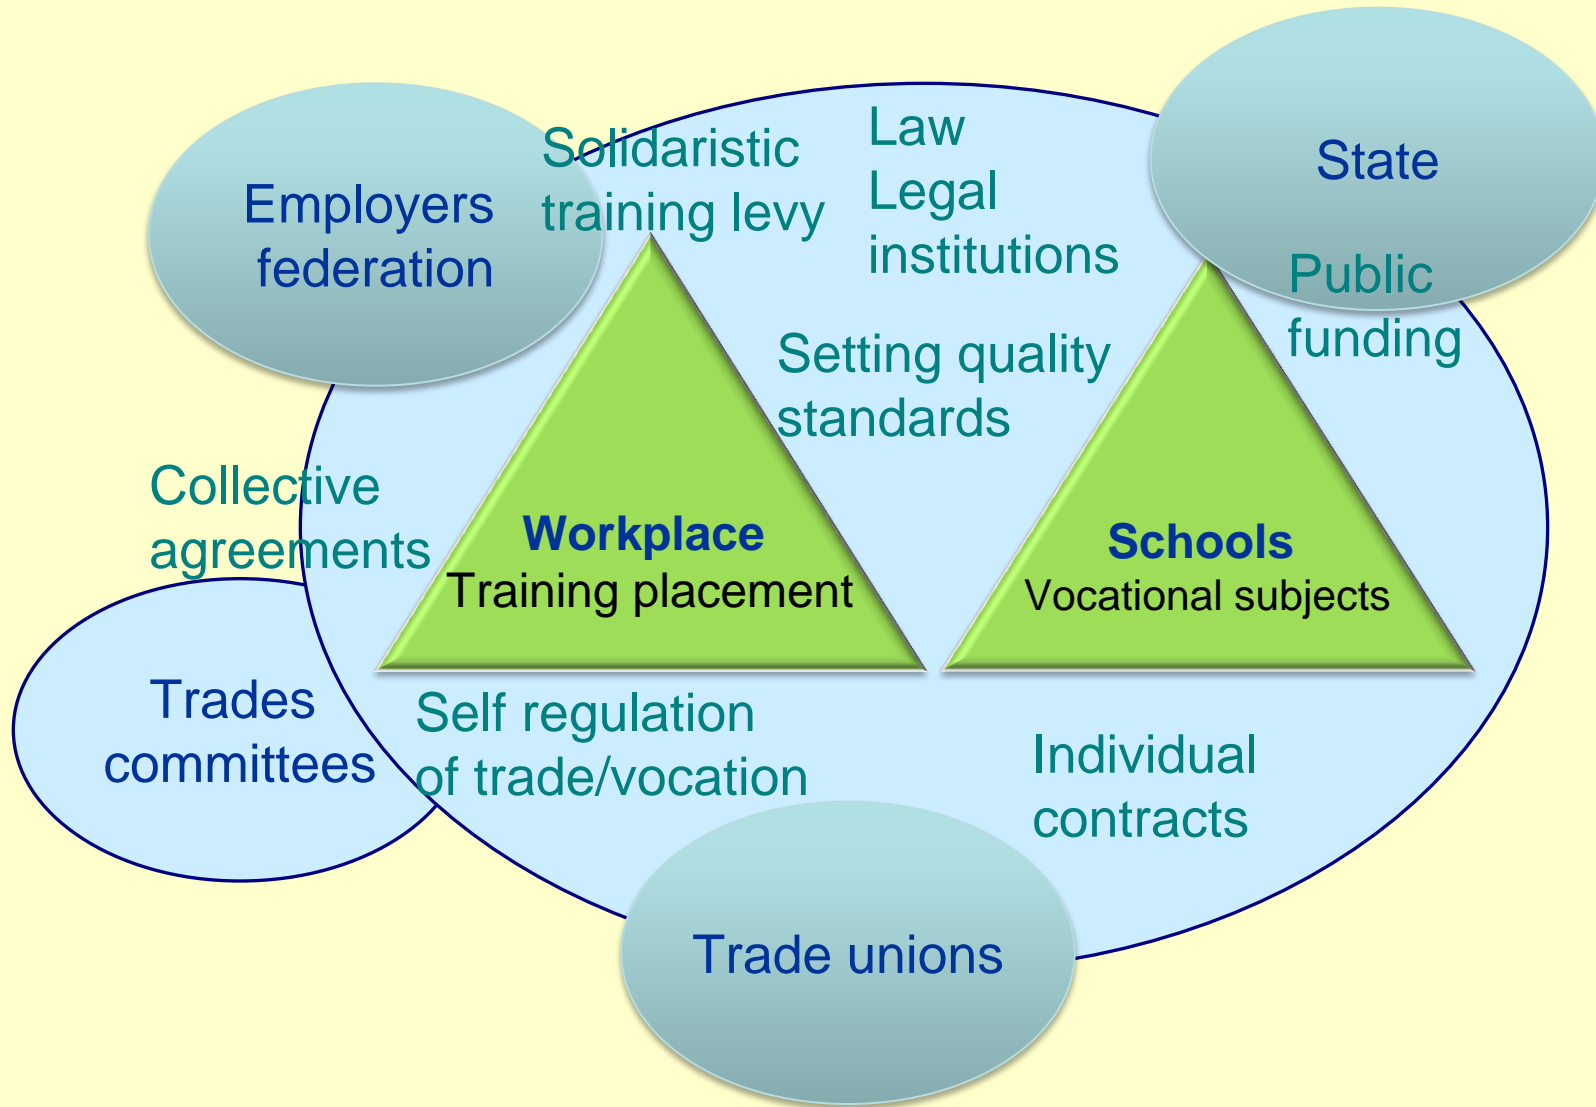 Solidaristic
training levy
Law
Legal
institutions
State
Employers
federation
Public
funding
Setting quality
standards
Collective
agreements
Workplace
Training placement
Schools
Vocational subjects
Trades
committees
Self regulation
of trade/vocation
Individual
contracts
Trade unions